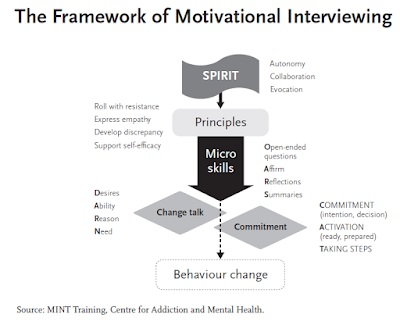 The Framework of Motivational Interviewing
SPIRIT
Autonomy
Collaboration
Evocation
Roll with resistance
Express empathy
Develop discrepancy
Support self-efficacy
Principles
Micro
skills
Open-ended
questions
Affirm
Reflections
Summaries
Desires
Ability
Reason
Need
Change talk
Commitment
COMMITMENT
(intention, decision)
ACTIVATION
(ready, prepared)
TAKING STEPS
Behaviour change
Source: MINT Training, Centre for Addiction and Mental Health.